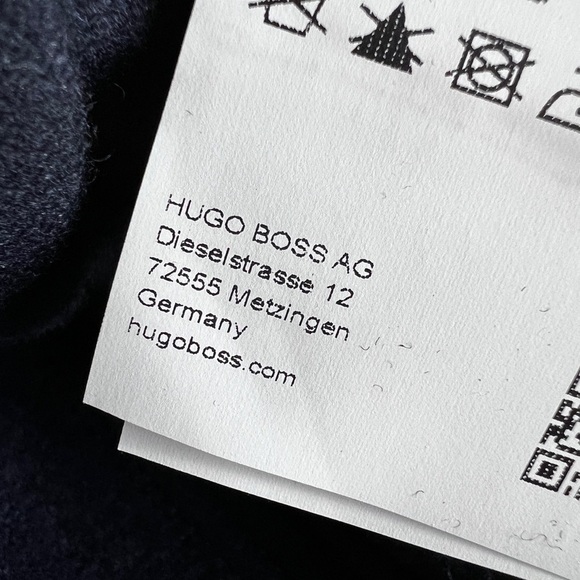 HUGO BOSS AG
Dieselstrasse 12
72555 Metzingen
Germany
hugoboss.com